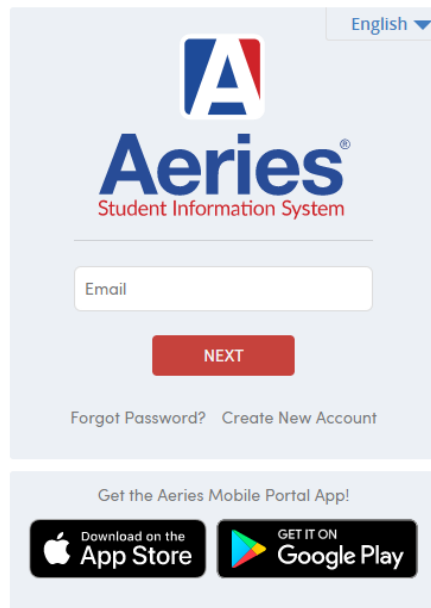 English
A
Aeries®
Student Information System
Email
NEXT
Forgot Password? Create New Account
Get the Aeries Mobile Portal App!
Download on the
App Store
GET IT ON
Google Play